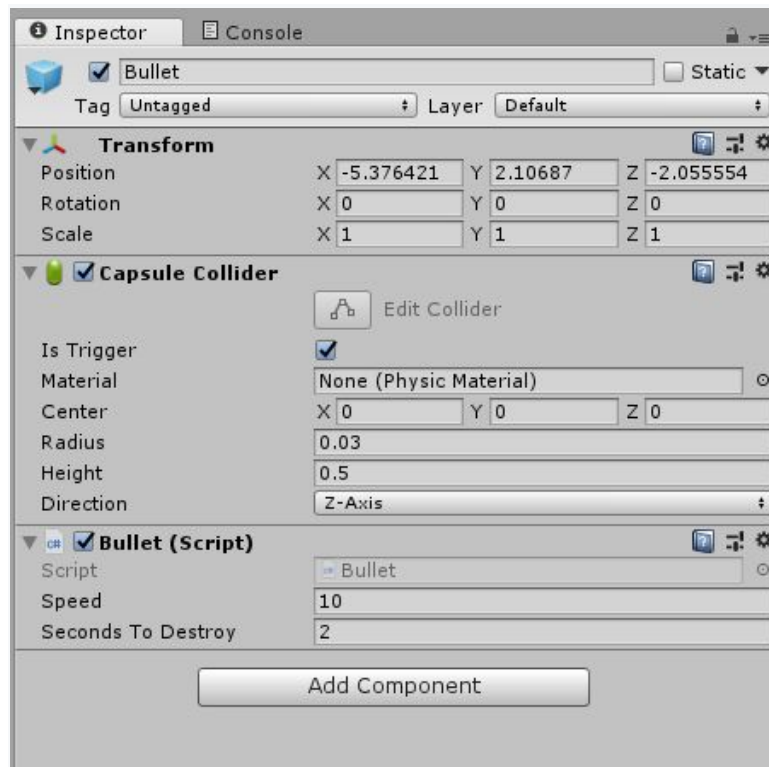 Inspector Console
Bullet Static
Tag Untagged Layer Default
Transform
Position X -5.376421 Y 2.10687 Z -2.055554
Rotation X 0 Y 0 Z 0
Scale X 1 Y 1 Z 1
Capsule Collider
Edit Collider
Is Trigger
Material None (Physic Material)
Center X 0 Y 0 Z 0
Radius 0.03
Height 0.5
Direction Z-Axis
c# Bullet (Script)
Script Bullet
Speed 10
Seconds To Destroy 2
Add Component